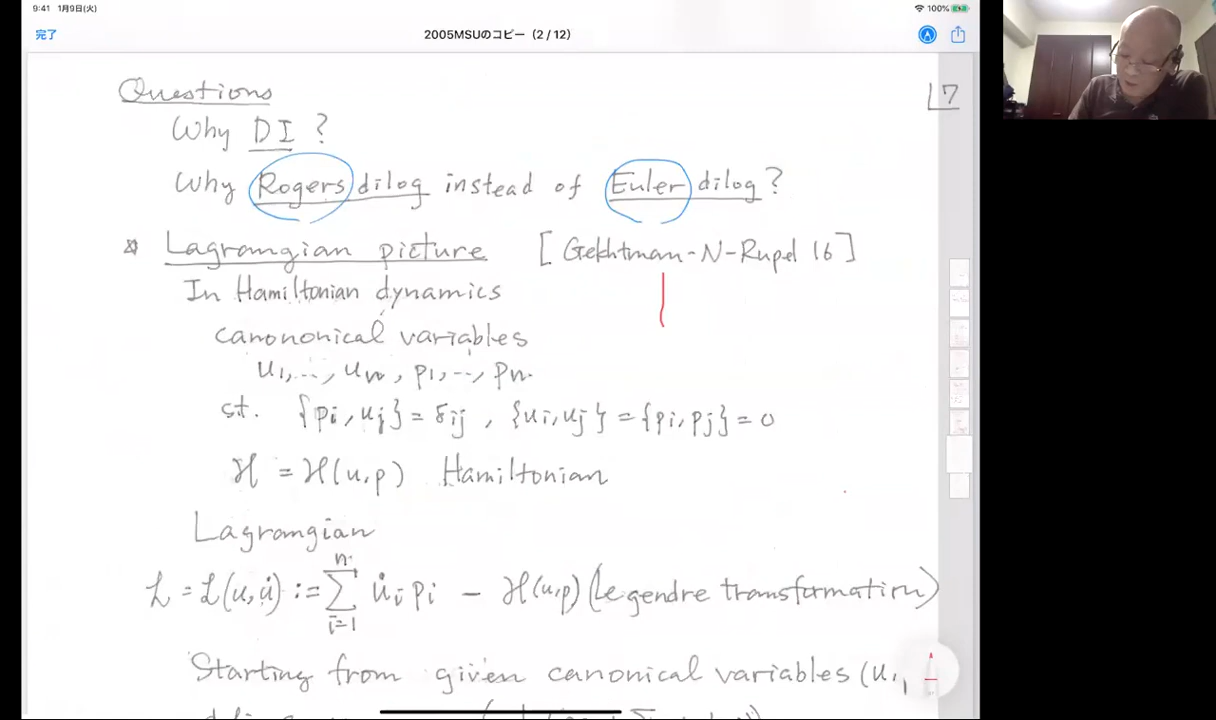 9:41 1月9日(火) 100%
完了 2005MSUのコピー (2 / 12)
Questions 17
Why DI ?
Why Rogers dilog instead of Euler dilog ?
☆ Lagrangian picture [Gekhtman-N-Rupel 16]
In Hamiltonian dynamics
canononical variables
u1, ..., un, p1, ..., pn.
st. {pi, uj} = δij , {ui, uj} = {pi, pj} = 0
ℋ = ℋ(u, p) Hamiltonian
Lagrangian
ℒ = ℒ(u, u̇) := ∑_{i=1}^{n} u̇i pi − ℋ(u,p) (Legendre transformation)
Starting from given canonical variables (u1,